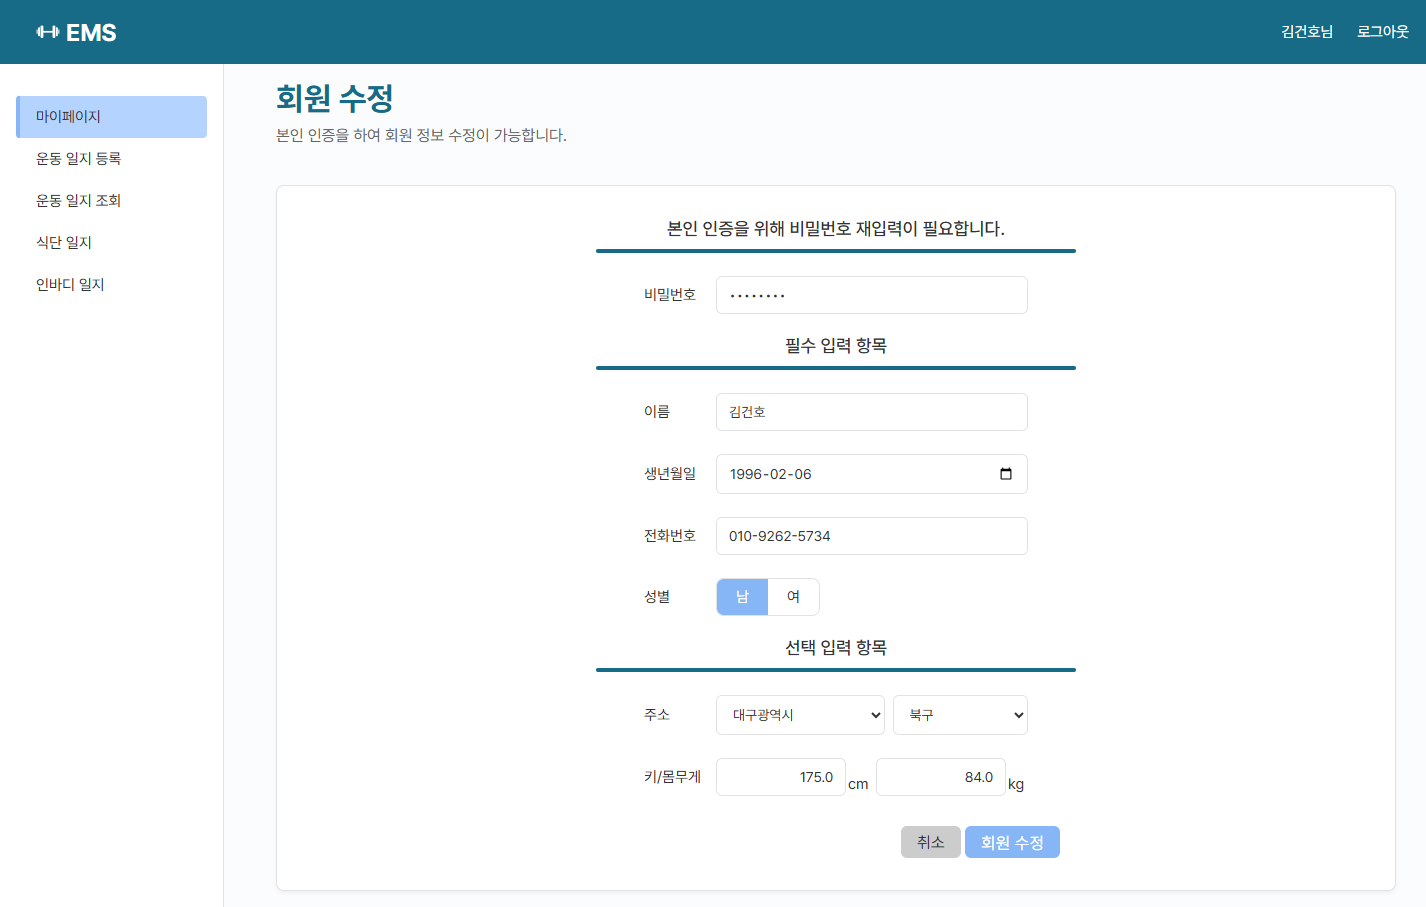 EMS
김건호님 로그아웃
마이페이지
운동 일지 등록
운동 일지 조회
식단 일지
인바디 일지
회원 수정
본인 인증을 하여 회원 정보 수정이 가능합니다.
본인 인증을 위해 비밀번호 재입력이 필요합니다.
비밀번호 ••••••••
필수 입력 항목
이름 김건호
생년월일 1996-02-06
전화번호 010-9262-5734
성별 남 여
선택 입력 항목
주소 대구광역시 북구
키/몸무게 175.0 cm 84.0 kg
취소 회원 수정